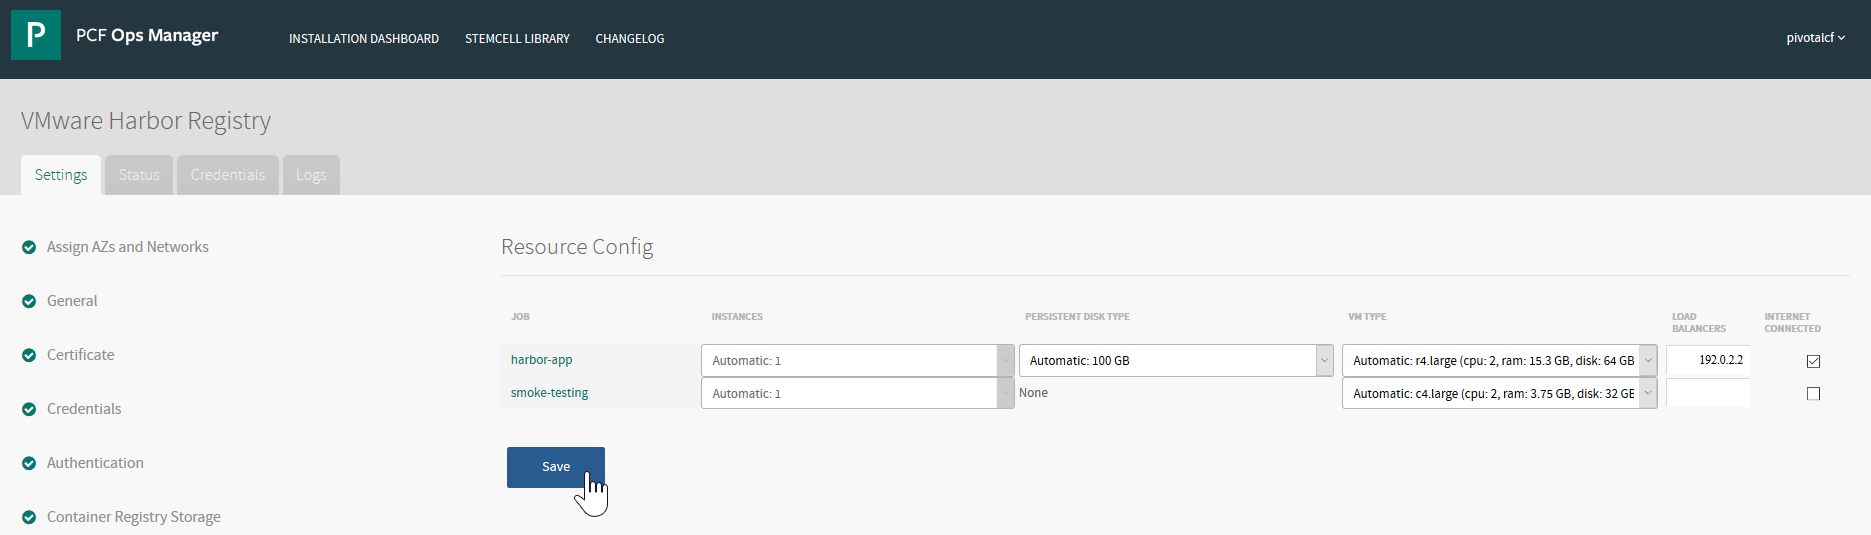 P PCF Ops Manager INSTALLATION DASHBOARD STEMCELL LIBRARY CHANGELOG pivotalcf
VMware Harbor Registry
Settings Status Credentials Logs
Assign AZs and Networks
General
Certificate
Credentials
Authentication
Container Registry Storage
Resource Config
JOB INSTANCES PERSISTENT DISK TYPE VM TYPE LOAD BALANCERS INTERNET CONNECTED
harbor-app Automatic: 1 Automatic: 100 GB Automatic: r4.large (cpu: 2, ram: 15.3 GB, disk: 64 GB 192.0.2.2
smoke-testing Automatic: 1 None Automatic: c4.large (cpu: 2, ram: 3.75 GB, disk: 32 GB
Save